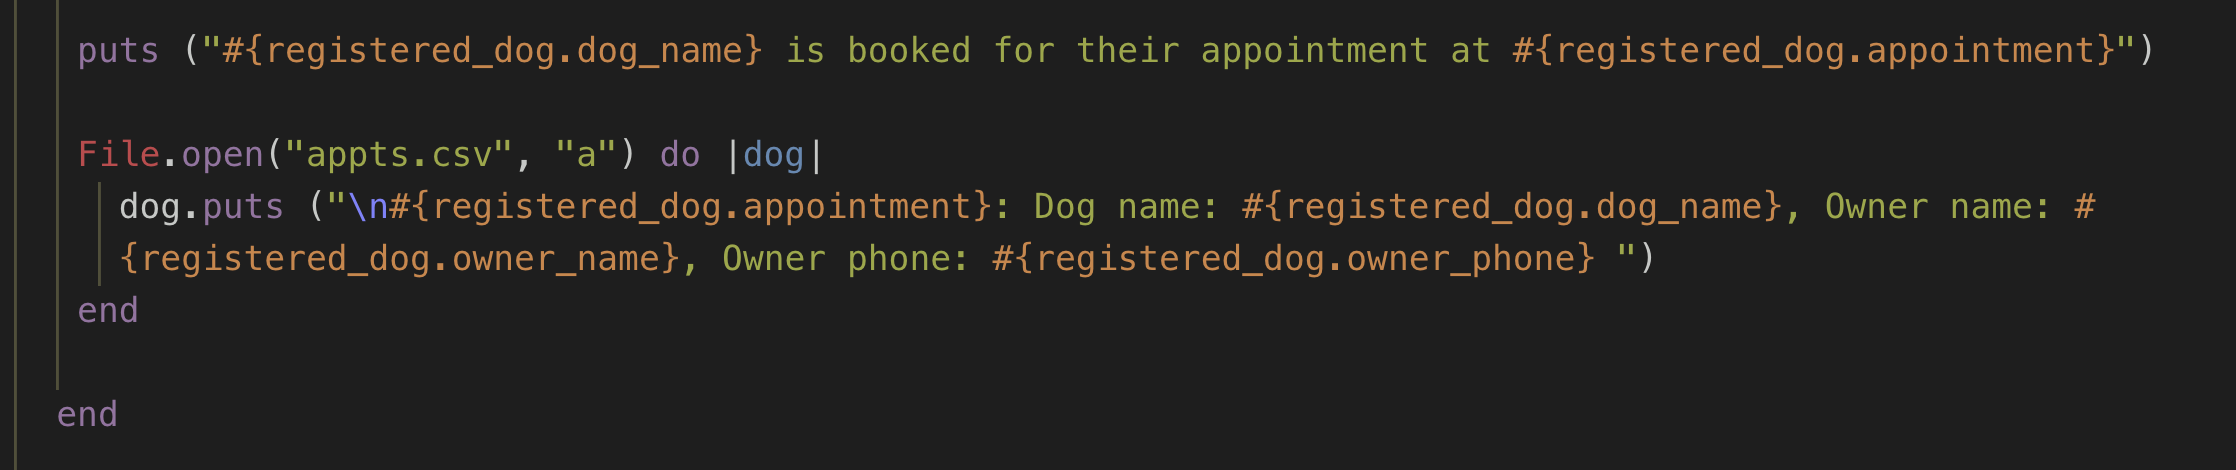 puts ("#{registered_dog.dog_name} is booked for their appointment at #{registered_dog.appointment}")
File.open("appts.csv", "a") do |dog|
dog.puts ("\n#{registered_dog.appointment}: Dog name: #{registered_dog.dog_name}, Owner name: #
{registered_dog.owner_name}, Owner phone: #{registered_dog.owner_phone} ")
end
end